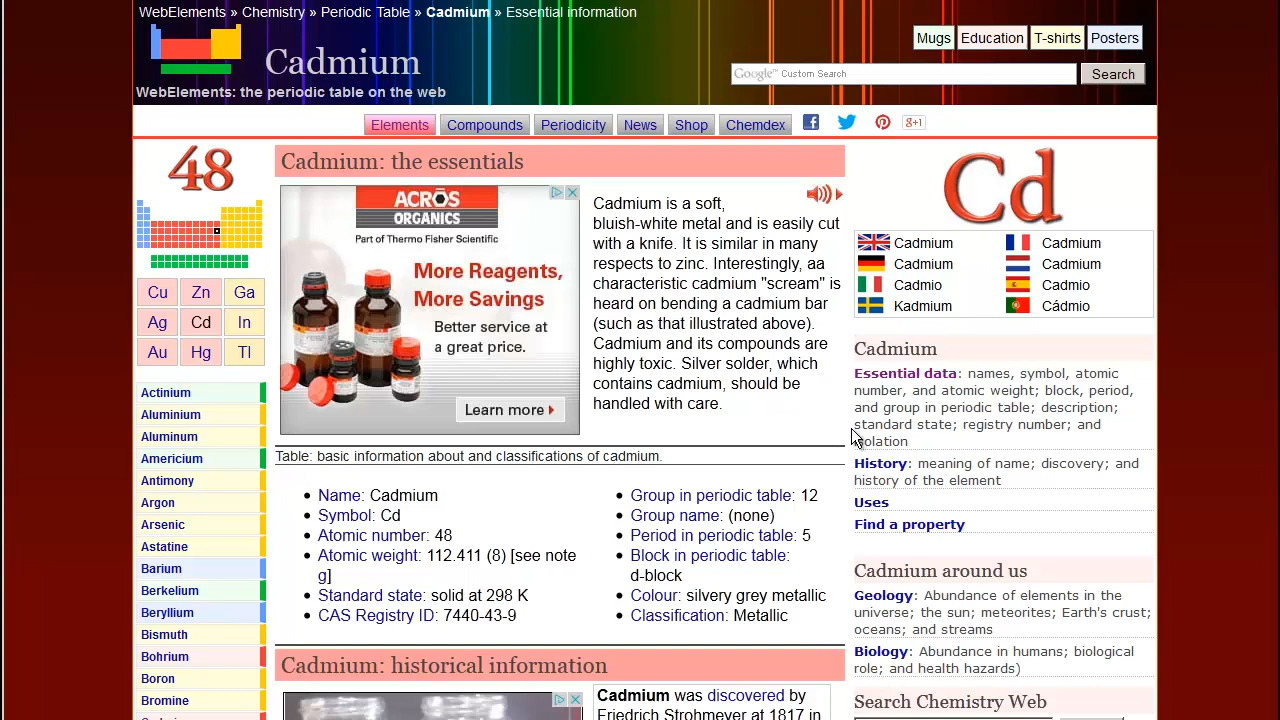 WebElements » Chemistry » Periodic Table » Cadmium » Essential information
Mugs Education T-shirts Posters
Cadmium
Google™ Custom Search Search
WebElements: the periodic table on the web
Elements Compounds Periodicity News Shop Chemdex g+1
48
Cu Zn Ga
Ag Cd In
Au Hg Tl
Actinium
Aluminium
Aluminum
Americium
Antimony
Argon
Arsenic
Astatine
Barium
Berkelium
Beryllium
Bismuth
Bohrium
Boron
Bromine
Cadmium: the essentials
ACROS
ORGANICS
Part of Thermo Fisher Scientific
More Reagents,
More Savings
Better service at
a great price.
Learn more
Cadmium is a soft,
bluish-white metal and is easily cut
with a knife. It is similar in many
respects to zinc. Interestingly, aa
characteristic cadmium "scream" is
heard on bending a cadmium bar
(such as that illustrated above).
Cadmium and its compounds are
highly toxic. Silver solder, which
contains cadmium, should be
handled with care.
Table: basic information about and classifications of cadmium.
Name: Cadmium
Symbol: Cd
Atomic number: 48
Atomic weight: 112.411 (8) [see note
g]
Standard state: solid at 298 K
CAS Registry ID: 7440-43-9
Group in periodic table: 12
Group name: (none)
Period in periodic table: 5
Block in periodic table:
d-block
Colour: silvery grey metallic
Classification: Metallic
Cadmium: historical information
Cadmium was discovered by
Friedrich Strohmeyer at 1817 in
Cd
Cadmium Cadmium
Cadmium Cadmium
Cadmio Cadmio
Kadmium Cádmio
Cadmium
Essential data: names, symbol, atomic
number, and atomic weight; block, period,
and group in periodic table; description;
standard state; registry number; and
isolation
History: meaning of name; discovery; and
history of the element
Uses
Find a property
Cadmium around us
Geology: Abundance of elements in the
universe; the sun; meteorites; Earth's crust;
oceans; and streams
Biology: Abundance in humans; biological
role; and health hazards)
Search Chemistry Web